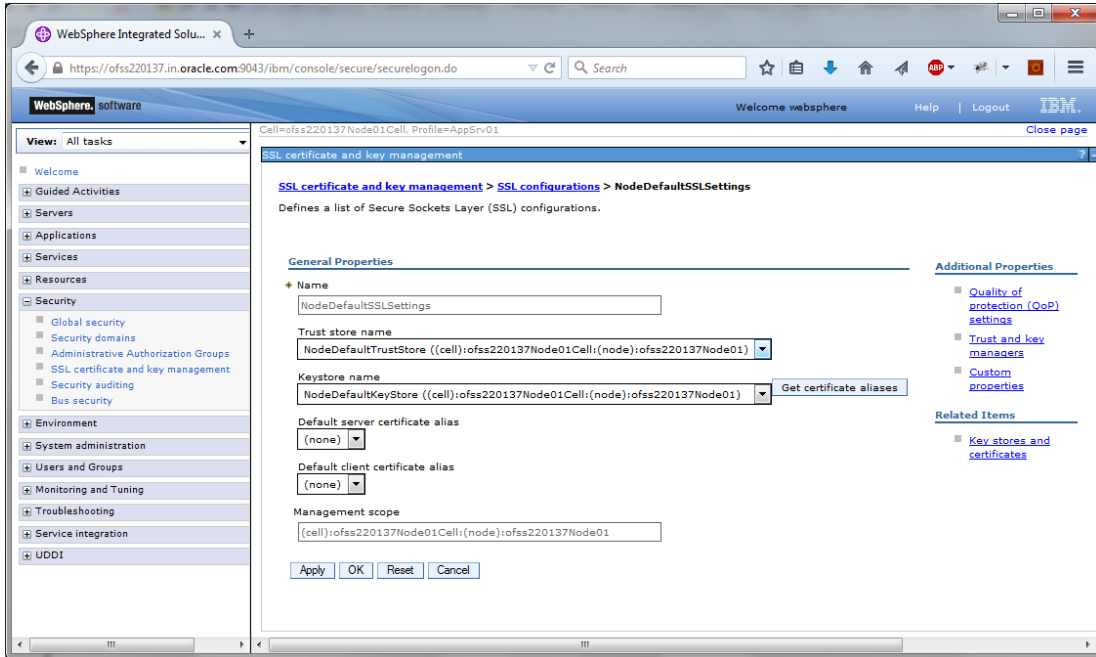 WebSphere Integrated Solu... × +
https://ofss220137.in.oracle.com:9043/ibm/console/secure/securelogon.do
Search
ABP
WebSphere. software
Welcome websphere
Help | Logout
IBM.
View: All tasks
Welcome
Guided Activities
Servers
Applications
Services
Resources
Security
Global security
Security domains
Administrative Authorization Groups
SSL certificate and key management
Security auditing
Bus security
Environment
System administration
Users and Groups
Monitoring and Tuning
Troubleshooting
Service integration
UDDI
Cell=ofss220137Node01Cell, Profile=AppSrv01
Close page
SSL certificate and key management ? -
SSL certificate and key management > SSL configurations > NodeDefaultSSLSettings
Defines a list of Secure Sockets Layer (SSL) configurations.
General Properties
* Name
NodeDefaultSSLSettings
Trust store name
NodeDefaultTrustStore ((cell):ofss220137Node01Cell:(node):ofss220137Node01)
Keystore name
NodeDefaultKeyStore ((cell):ofss220137Node01Cell:(node):ofss220137Node01)
Get certificate aliases
Default server certificate alias
(none)
Default client certificate alias
(none)
Management scope
(cell):ofss220137Node01Cell:(node):ofss220137Node01
Apply OK Reset Cancel
Additional Properties
Quality of
protection (QoP)
settings
Trust and key
managers
Custom
properties
Related Items
Key stores and
certificates